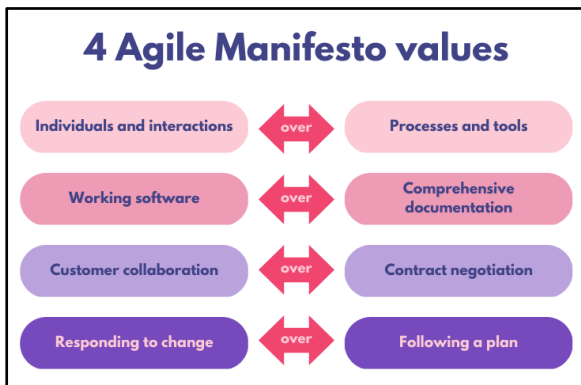 4 Agile Manifesto values
Individuals and interactions over Processes and tools
Working software over Comprehensive
documentation
Customer collaboration over Contract negotiation
Responding to change over Following a plan